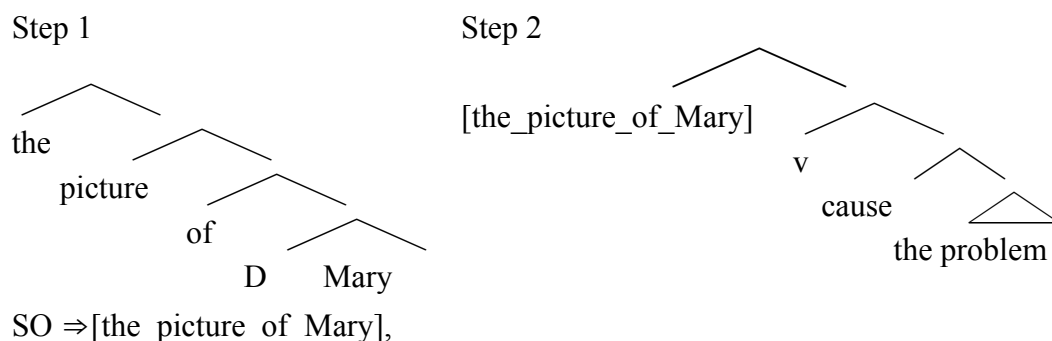 Step 1
the
picture
of
D Mary
SO ⇒[the picture of Mary],
Step 2
[the_picture_of_Mary]
v
cause
the problem